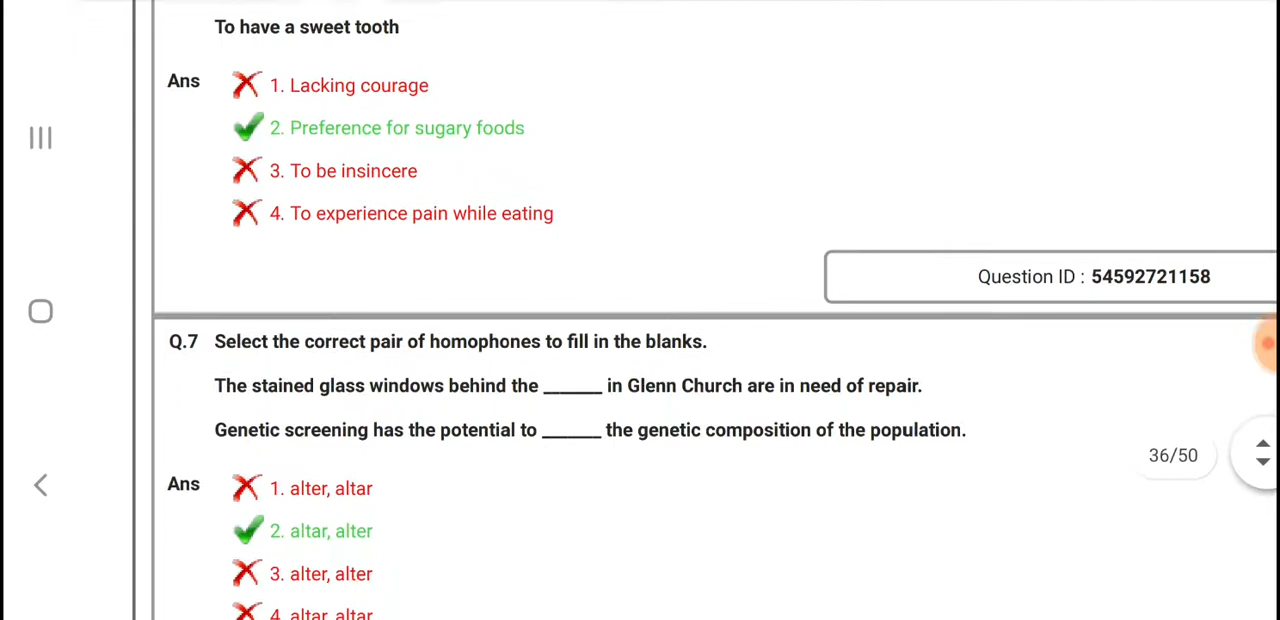 To have a sweet tooth
Ans
1. Lacking courage
2. Preference for sugary foods
3. To be insincere
4. To experience pain while eating
Question ID : 54592721158
Q.7 Select the correct pair of homophones to fill in the blanks.
The stained glass windows behind the ______ in Glenn Church are in need of repair.
Genetic screening has the potential to ______ the genetic composition of the population.
36/50
Ans
1. alter, altar
2. altar, alter
3. alter, alter
4. altar, altar